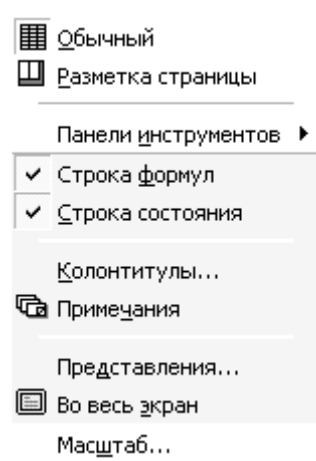 Обычный
Разметка страницы
Панели инструментов
Строка формул
Строка состояния
Колонтитулы...
Примечания
Представления...
Во весь экран
Масштаб...